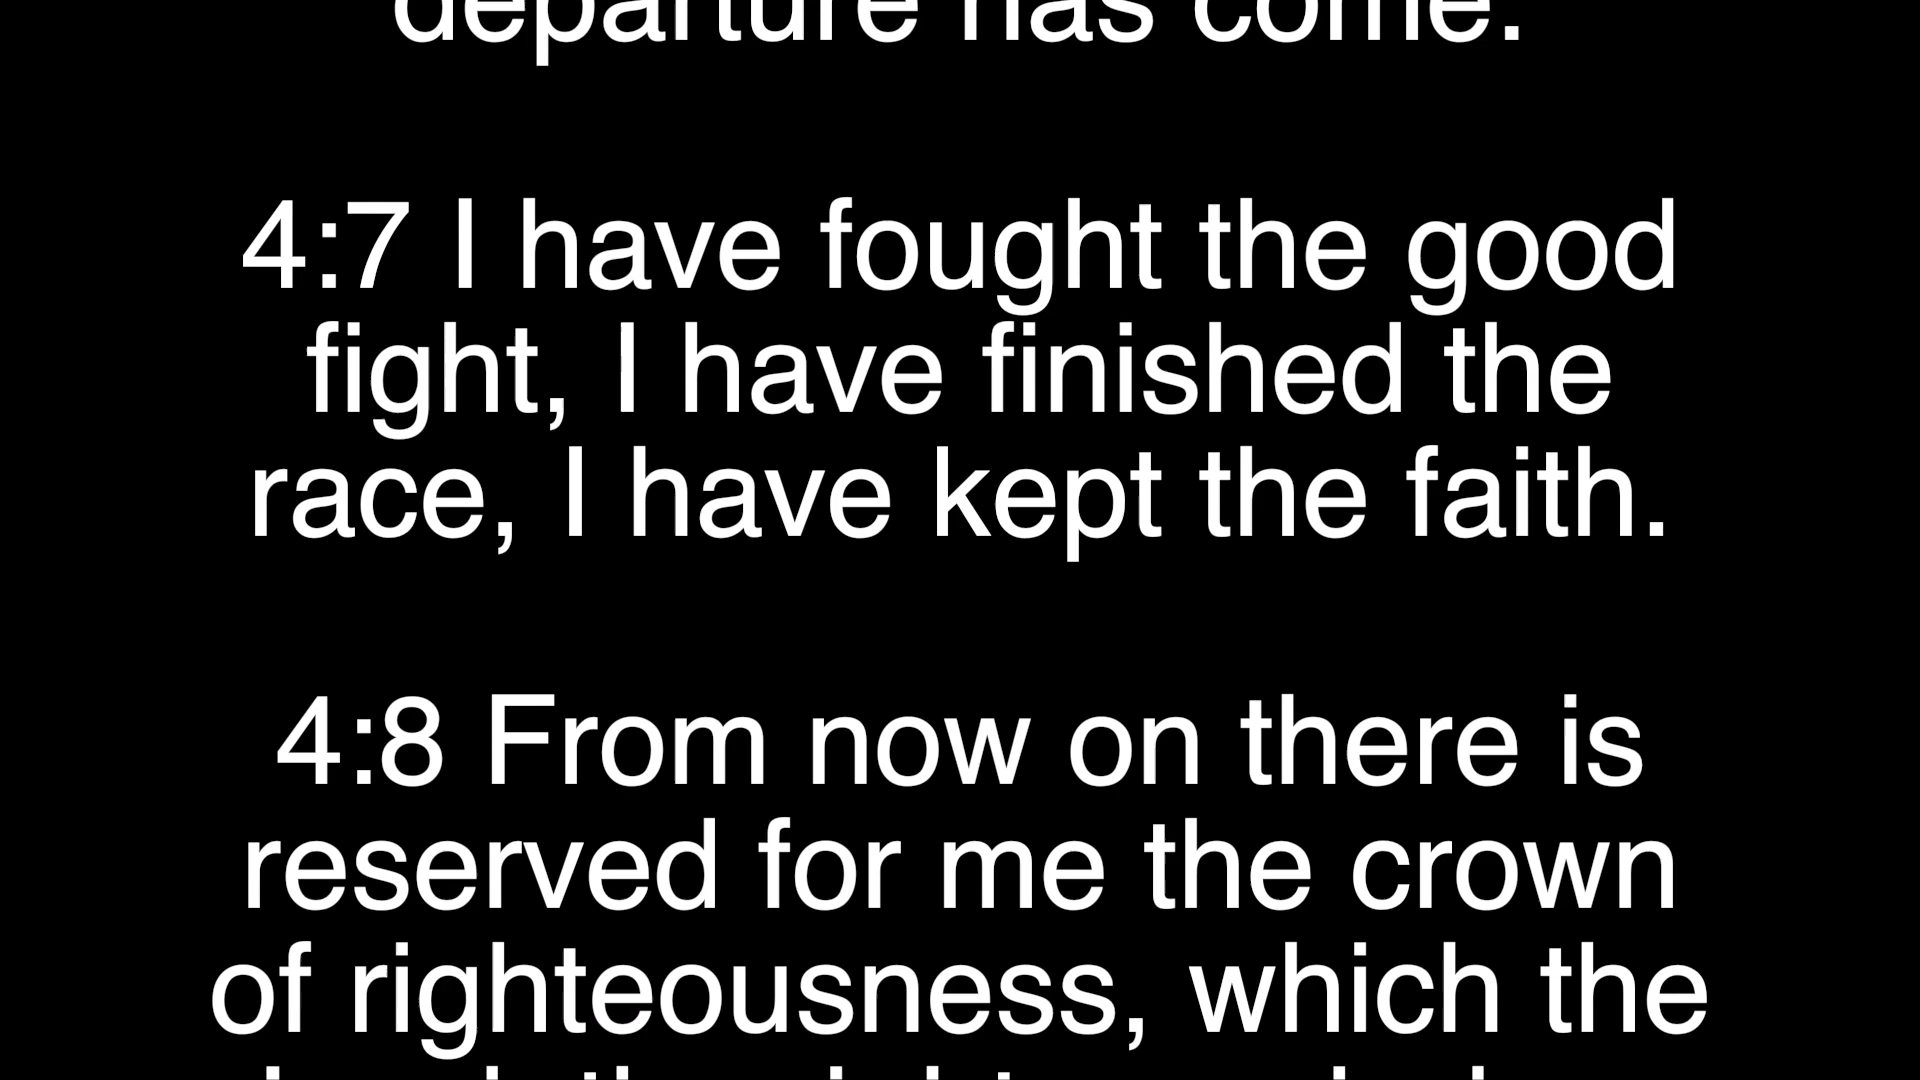 departure has come.
4:7 I have fought the good
fight, I have finished the
race, I have kept the faith.
4:8 From now on there is
reserved for me the crown
of righteousness, which the